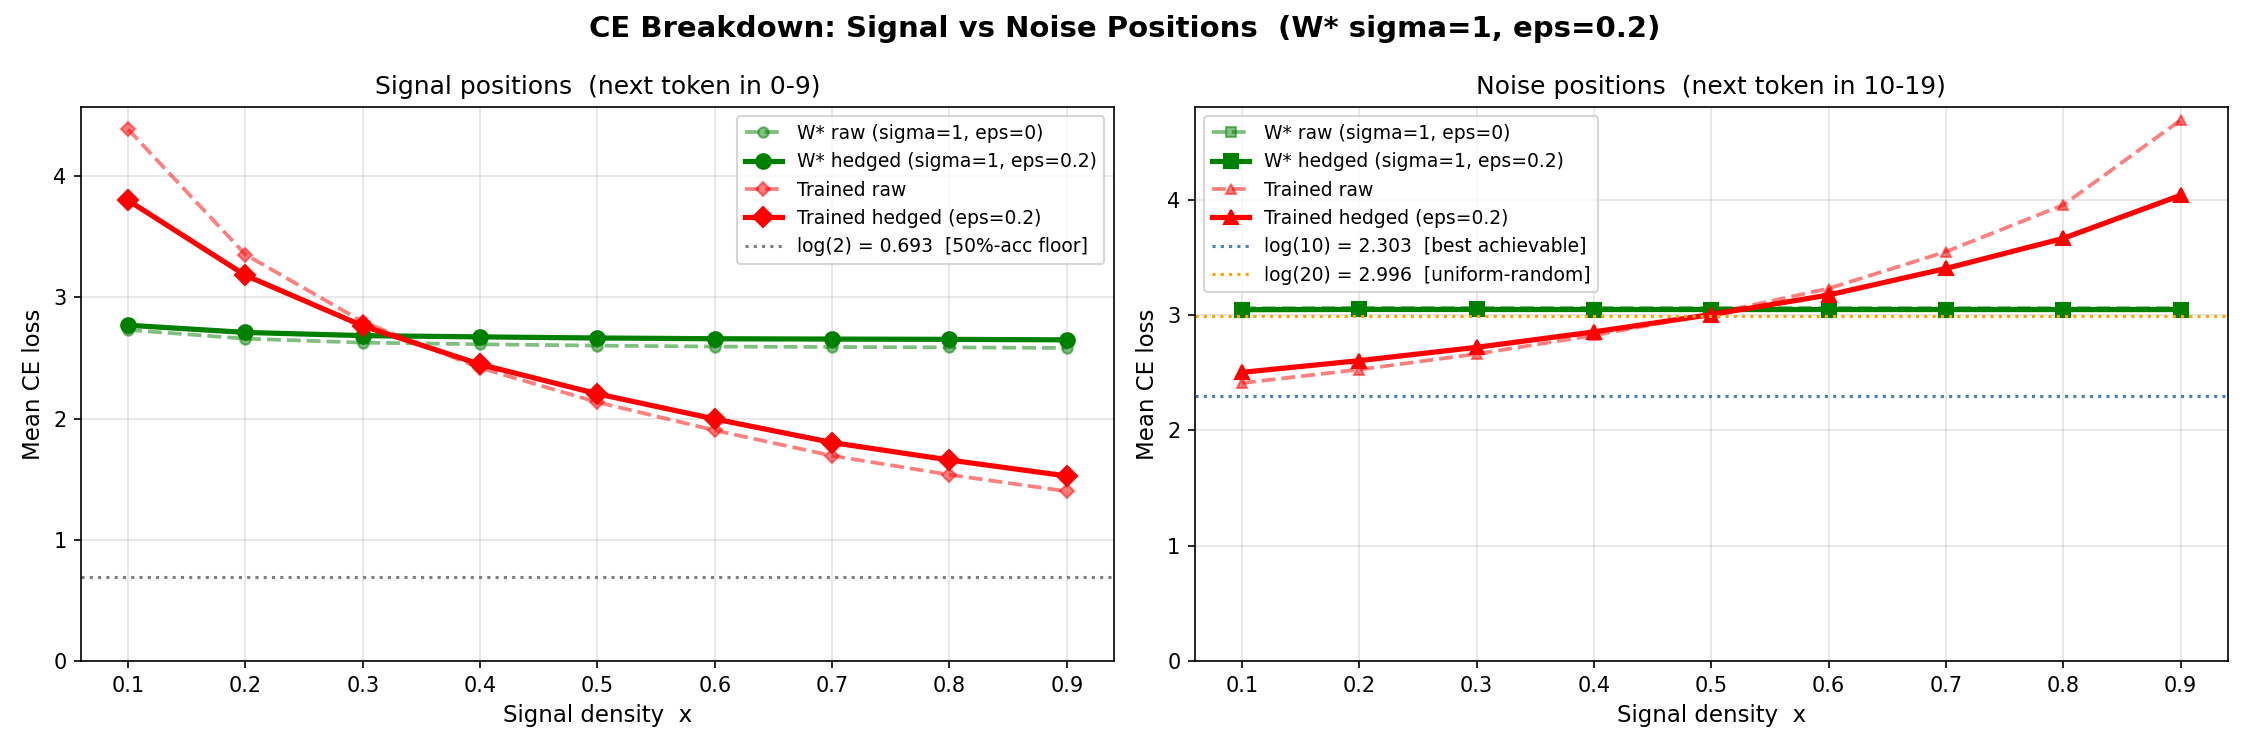 CE Breakdown: Signal vs Noise Positions  (W* sigma=1, eps=0.2)
Signal positions  (next token in 0-9)
W* raw (sigma=1, eps=0)
W* hedged (sigma=1, eps=0.2)
Trained raw
Trained hedged (eps=0.2)
log(2) = 0.693  [50%-acc floor]
Mean CE loss
4
3
2
1
0
0.1 0.2 0.3 0.4 0.5 0.6 0.7 0.8 0.9
Signal density  x
Noise positions  (next token in 10-19)
W* raw (sigma=1, eps=0)
W* hedged (sigma=1, eps=0.2)
Trained raw
Trained hedged (eps=0.2)
log(10) = 2.303  [best achievable]
log(20) = 2.996  [uniform-random]
Mean CE loss
4
3
2
1
0
0.1 0.2 0.3 0.4 0.5 0.6 0.7 0.8 0.9
Signal density  x